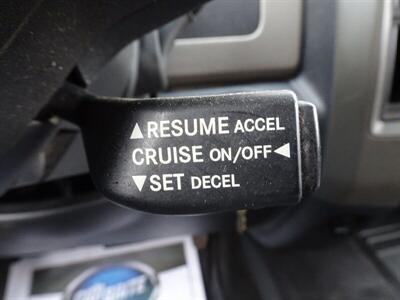 ▲RESUME ACCEL
CRUISE ON/OFF◀
▼SET DECEL